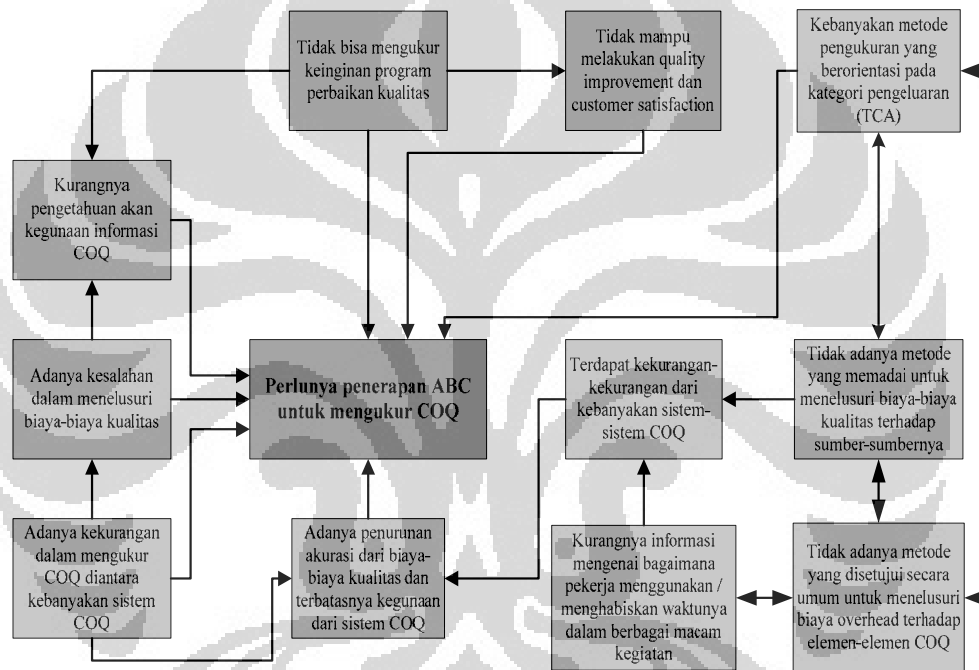 Tidak bisa mengukur
keinginan program
perbaikan kualitas
Tidak mampu
melakukan quality
improvement dan
customer satisfaction
Kebanyakan metode
pengukuran yang
berorientasi pada
kategori pengeluaran
(TCA)
Kurangnya
pengetahuan akan
kegunaan informasi
COQ
Adanya kesalahan
dalam menelusuri
biaya-biaya kualitas
Perlunya penerapan ABC
untuk mengukur COQ
Terdapat kekurangan-
kekurangan dari
kebanyakan sistem-
sistem COQ
Tidak adanya metode
yang memadai untuk
menelusuri biaya-biaya
kualitas terhadap
sumber-sumbernya
Adanya kekurangan
dalam mengukur
COQ diantara
kebanyakan sistem
COQ
Adanya penurunan
akurasi dari biaya-
biaya kualitas dan
terbatasnya kegunaan
dari sistem COQ
Kurangnya informasi
mengenai bagaimana
pekerja menggunakan /
menghabiskan waktunya
dalam berbagai macam
kegiatan
Tidak adanya metode
yang disetujui secara
umum untuk menelusuri
biaya overhead terhadap
elemen-elemen COQ